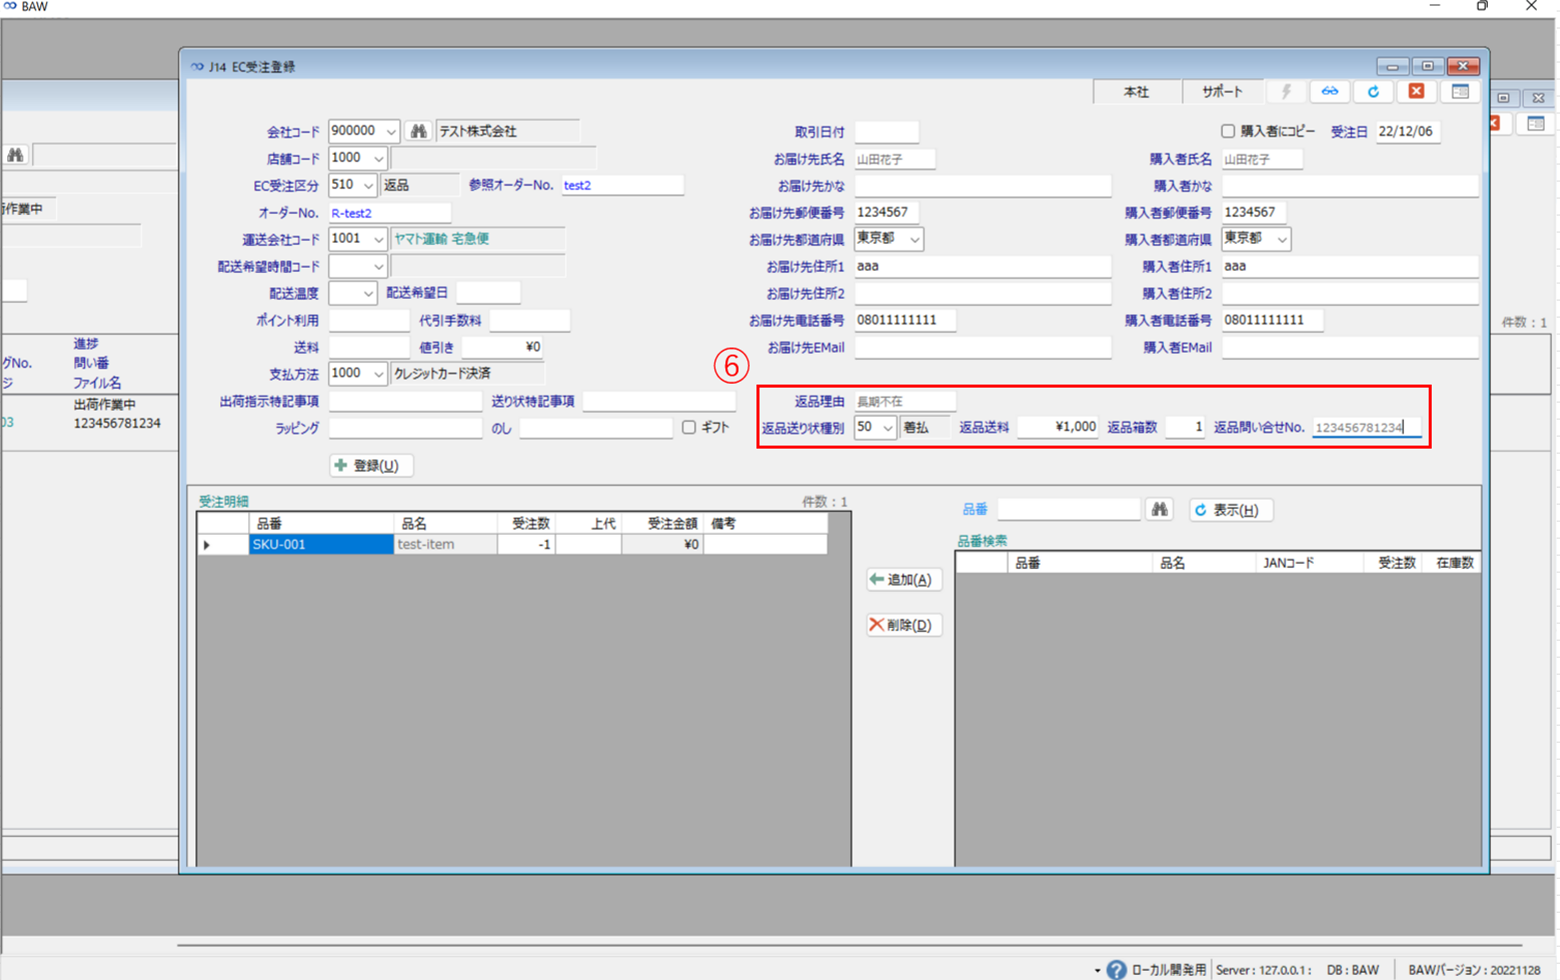 BAW
J14 EC受注登録
本社 サポート
会社コード 900000 テスト株式会社 取引日付 購入者にコピー 受注日 22/12/06
店舗コード 1000 お届け先氏名 山田花子 購入者氏名 山田花子
EC受注区分 510 返品 参照オーダーNo. test2 お届け先かな 購入者かな
オーダーNo. R-test2 お届け先郵便番号 1234567 購入者郵便番号 1234567
運送会社コード 1001 ヤマト運輸 宅急便 お届け先都道府県 東京都 購入者都道府県 東京都
配送希望時間コード お届け先住所1 aaa 購入者住所1 aaa
配送温度 配送希望日 お届け先住所2 購入者住所2
ポイント利用 代引手数料 お届け先電話番号 08011111111 購入者電話番号 08011111111
送料 値引き ¥0 お届け先EMail 購入者EMail
⑥
支払方法 1000 クレジットカード決済
出荷指示特記事項 送り状特記事項 返品理由 長期不在
ラッピング のし ギフト 返品送り状種別 50 着払 返品送料 ¥1,000 返品箱数 1 返品問い合せNo. 123456781234
登録(U)
受注明細 件数：1
品番 品名 受注数 上代 受注金額 備考
SKU-001 test-item -1 ¥0
品番 表示(H)
品番検索
品番 品名 JANコード 受注数 在庫数
追加(A)
削除(D)
作業中
件数：1
進捗
グNo. 問い番
ジ ファイル名
出荷作業中
03 123456781234
ローカル開発用 Server : 127.0.0.1 : DB : BAW BAWバージョン : 20221128